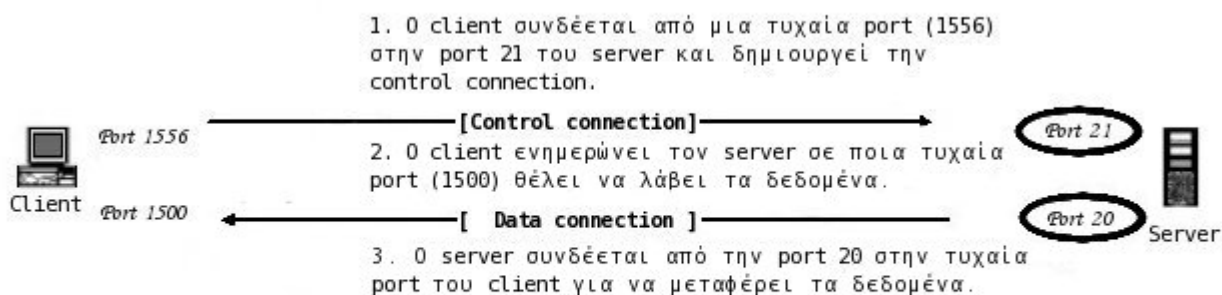 1. Ο client συνδέεται από μια τυχαία port (1556)
στην port 21 του server και δημιουργεί την
control connection.
[Control connection]
Port 1556
Port 21
2. Ο client ενημερώνει τον server σε ποια τυχαία
port (1500) θέλει να λάβει τα δεδομένα.
Client
Port 1500
[ Data connection ]
Port 20
Server
3. Ο server συνδέεται από την port 20 στην τυχαία
port του client για να μεταφέρει τα δεδομένα.